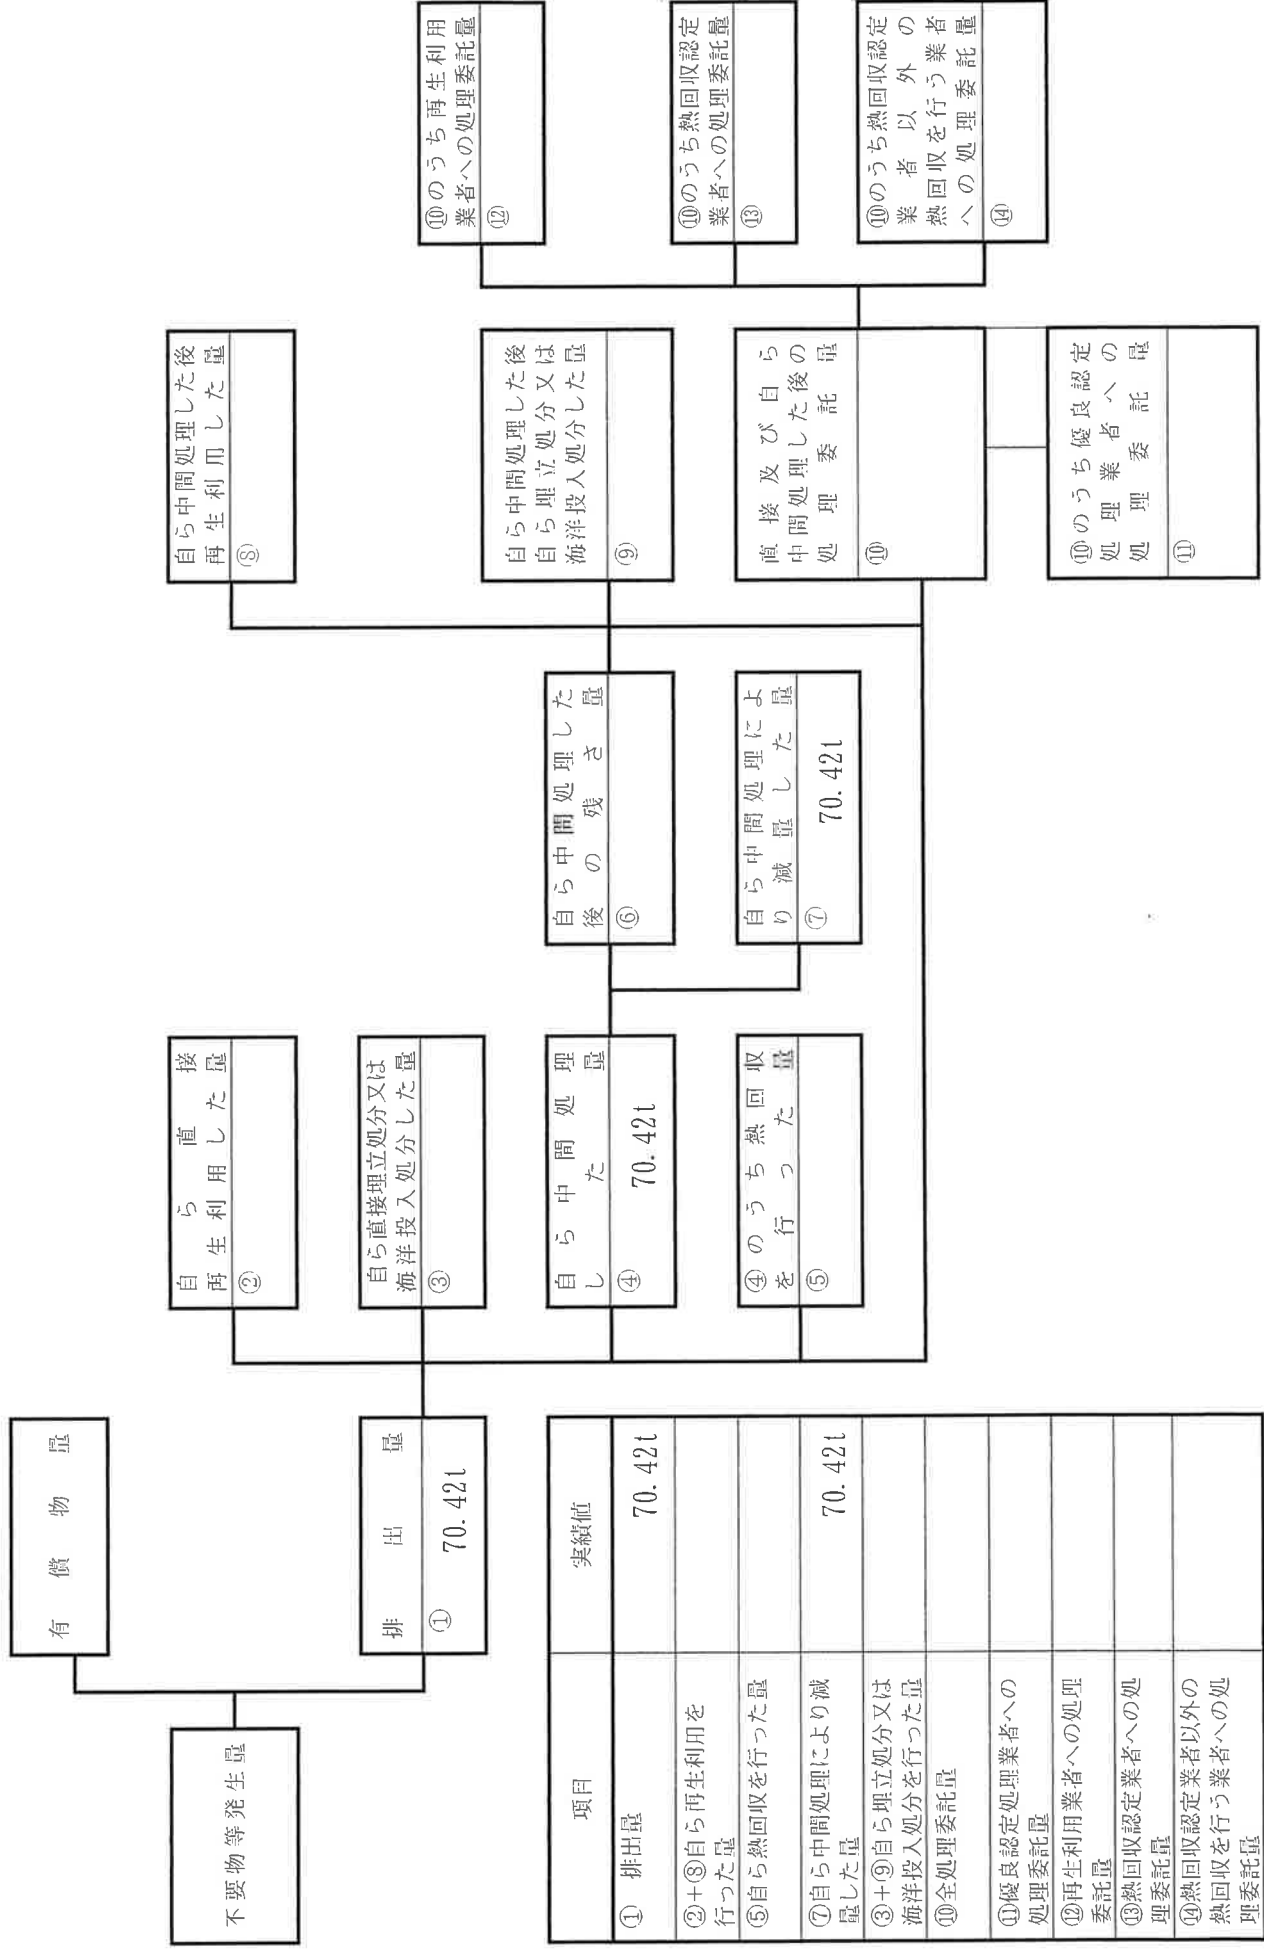 不要物等発生量
有償物量
排出量
① 70.42t
自ら直接
再生利用した量
②
自ら直接埋立処分又は
海洋投入処分した量
③
自ら中間処理
した量
④ 70.42t
④のうち熱回収
を行った量
⑤
自ら中間処理した
後の残さ量
⑥
自ら中間処理によ
り減量した量
⑦ 70.42t
自ら中間処理した後
再生利用した量
⑧
自ら中間処理した後
自ら埋立処分又は
海洋投入処分した量
⑨
直接及び自ら
中間処理した後の
処理委託量
⑩
⑩のうち優良認定
処理業者への
処理委託量
⑪
⑩のうち再生利用
業者への処理委託量
⑫
⑩のうち熱回収認定
業者への処理委託量
⑬
⑩のうち熱回収認定
業者以外の
熱回収を行う業者
への処理委託量
⑭
項目 実績値
① 排出量 70.42t
②+⑧自ら再生利用を
行った量
⑤自ら熱回収を行った量
⑦自ら中間処理により減
量した量 70.42t
③+⑨自ら埋立処分又は
海洋投入処分を行った量
⑩全処理委託量
⑪優良認定処理業者への
処理委託量
⑫再生利用業者への処理
委託量
⑬熱回収認定業者への処
理委託量
⑭熱回収認定業者以外の
熱回収を行う業者への処
理委託量